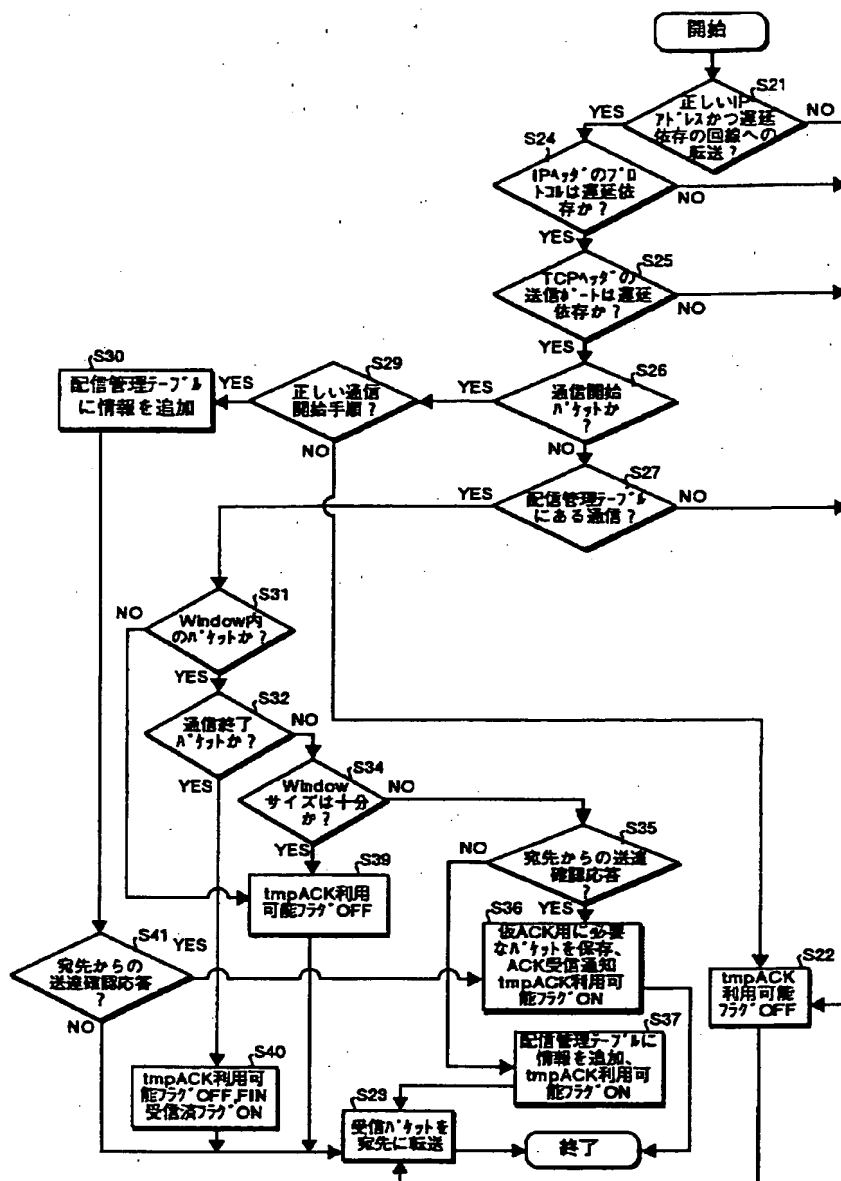 開始
S21
正しいIP
アドレスかつ遅延
依存の回線への
転送？
YES
NO
S24
IPヘッダのプロ
トコルは遅延依
存か？
NO
YES
S25
TCPヘッダの
送信ポートは遅延
依存か？
NO
YES
S26
通信開始
パケットか
？
YES
NO
S29
正しい通信
開始手順？
YES
NO
S30
配信管理テーブル
に情報を追加
S27
配信管理テーブル
にある通信？
YES
NO
S31
Window内
のパケットか？
NO
YES
S32
通信終了
パケットか？
NO
YES
S34
Window
サイズは十分
か？
NO
YES
S35
宛先からの送達
確認応答
？
NO
YES
S39
tmpACK利用
可能フラグOFF
S36
仮ACK用に必要
なパケットを保存、
ACK受信通知
tmpACK利用可
能フラグON
S41
宛先からの
送達確認応答
？
YES
NO
S22
tmpACK
利用可能
フラグOFF
S37
配信管理テーブルに
情報を追加、
tmpACK利用可
能フラグON
S40
tmpACK利用可
能フラグOFF,FIN
受信済フラグON
S23
受信パケットを
宛先に転送
終了